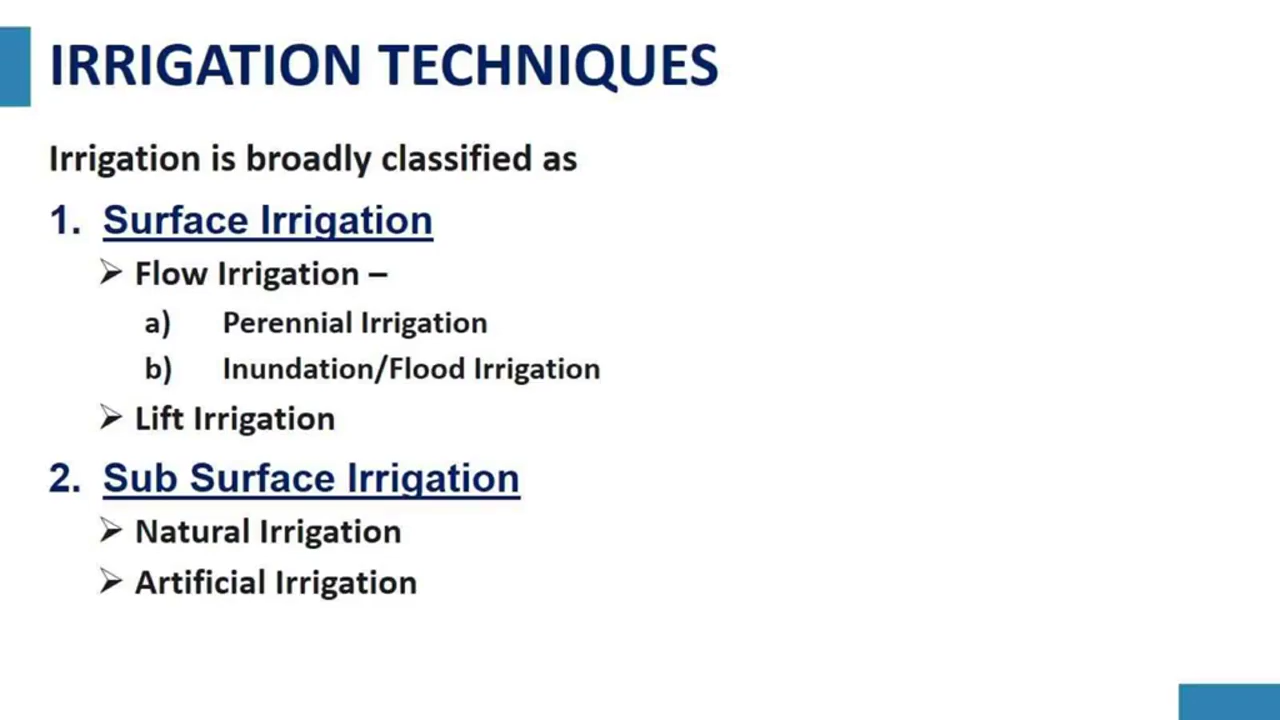 IRRIGATION TECHNIQUES
Irrigation is broadly classified as
1. Surface Irrigation
➢ Flow Irrigation –
a) Perennial Irrigation
b) Inundation/Flood Irrigation
➢ Lift Irrigation
2. Sub Surface Irrigation
➢ Natural Irrigation
➢ Artificial Irrigation